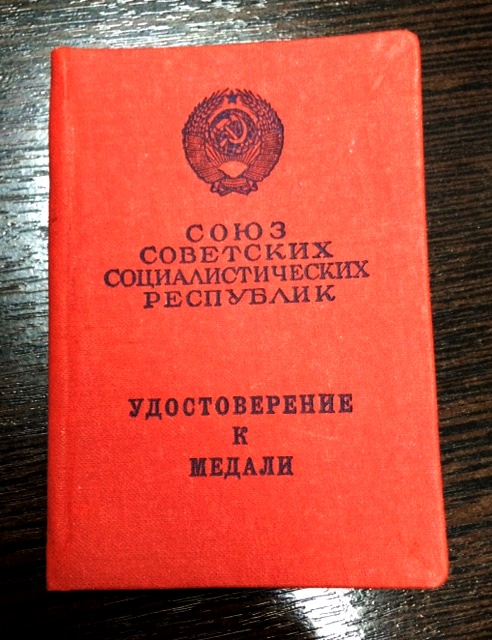 СОЮЗ
СОВЕТСКИХ
СОЦИАЛИСТИЧЕСКИХ
РЕСПУБЛИК
УДОСТОВЕРЕНИЕ
К
МЕДАЛИ